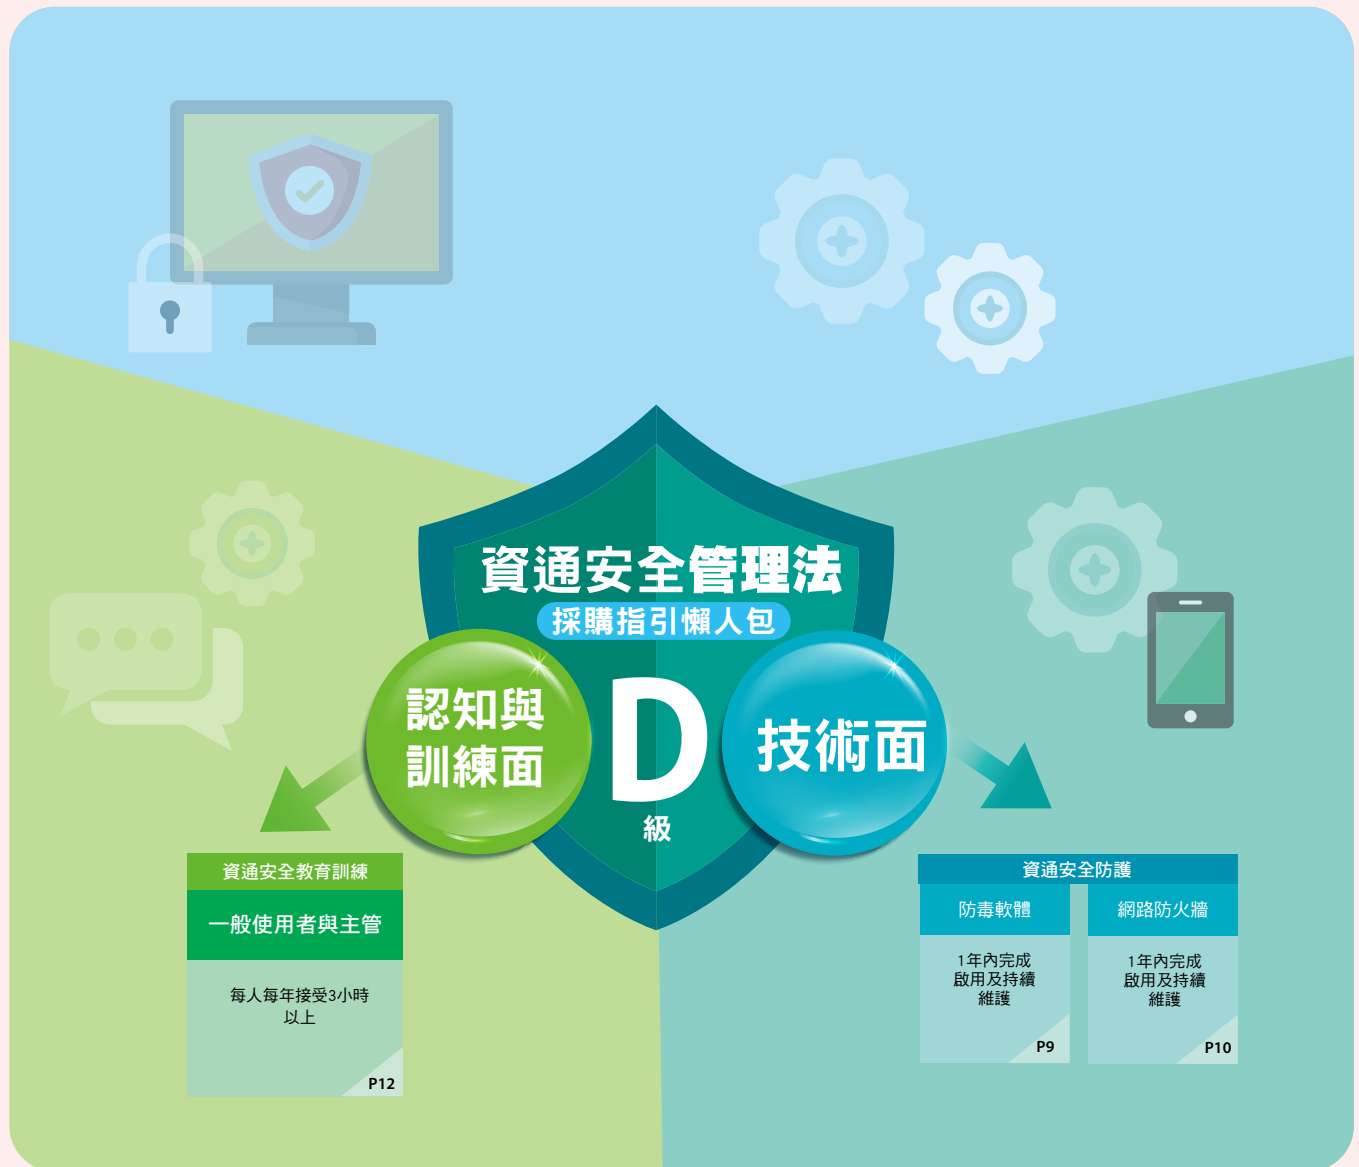 資通安全管理法
採購指引懶人包
認知與
訓練面
D
級
技術面
資通安全教育訓練
一般使用者與主管
每人每年接受3小時
以上
P12
資通安全防護
防毒軟體
1年內完成
啟用及持續
維護
P9
網路防火牆
1年內完成
啟用及持續
維護
P10